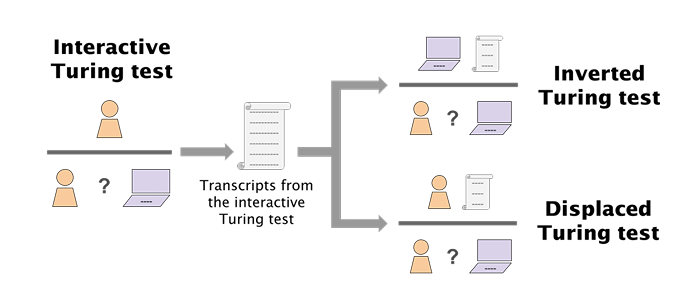 Interactive
Turing test
?
Transcripts from
the interactive
Turing test
Inverted
Turing test
?
Displaced
Turing test
?